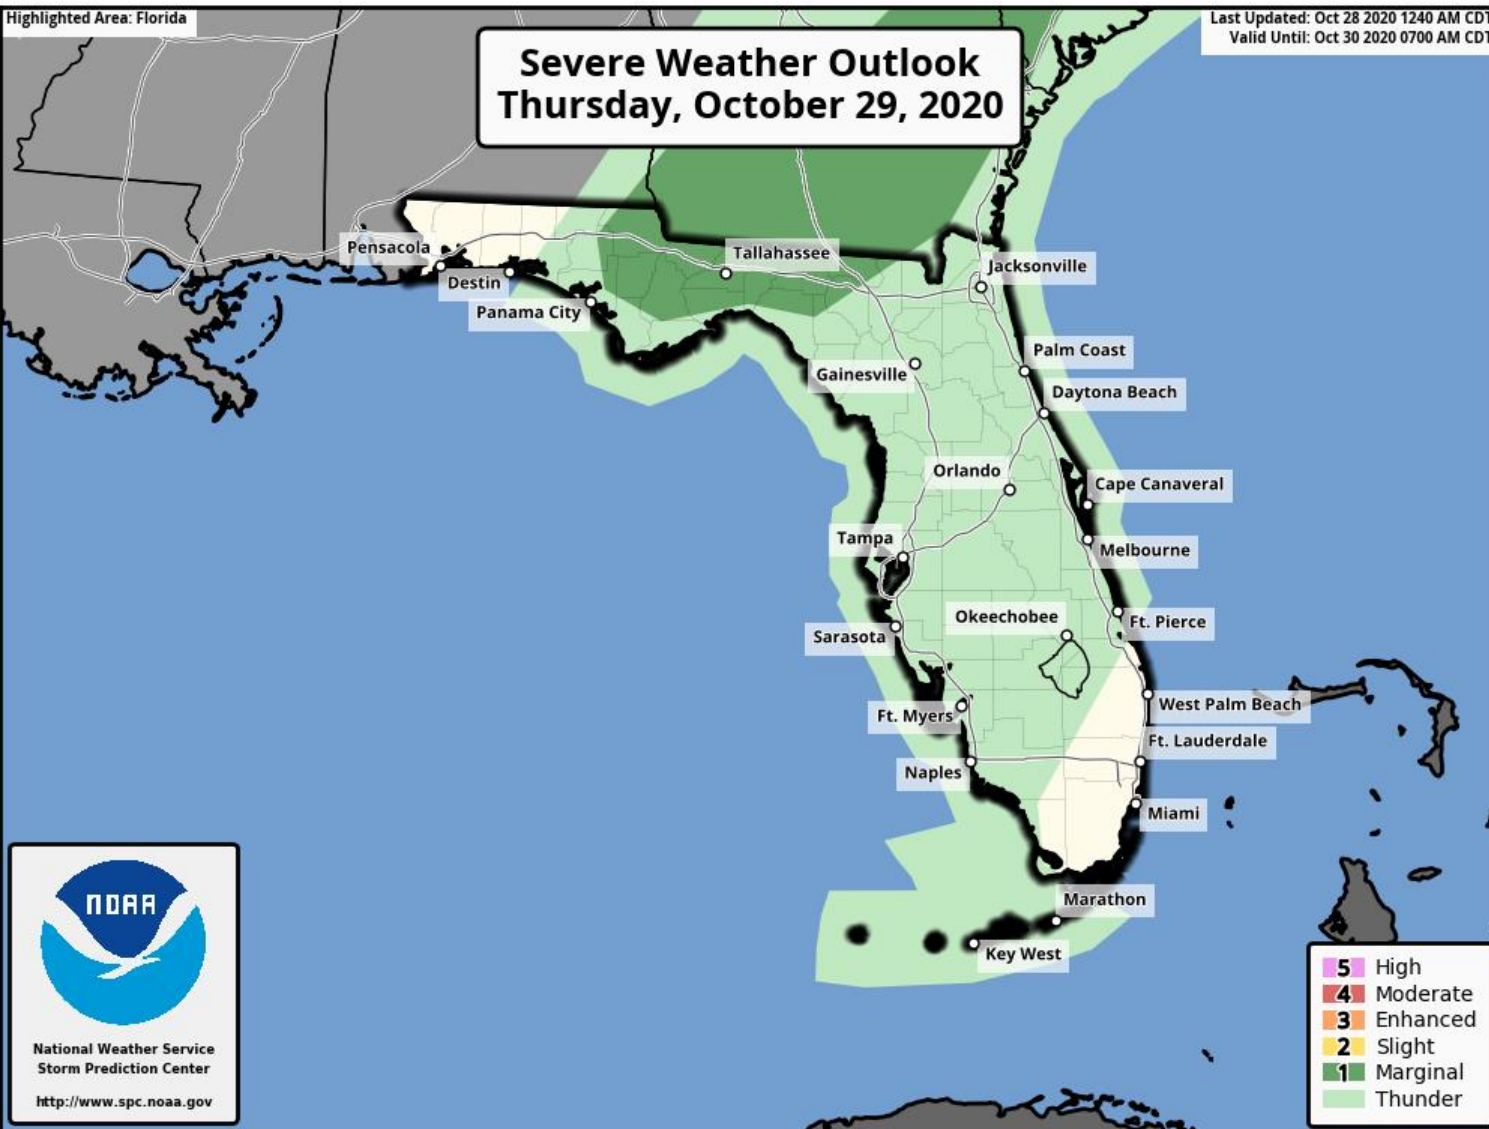 Highlighted Area: Florida
Last Updated: Oct 28 2020 1240 AM CDT
Valid Until: Oct 30 2020 0700 AM CDT
Severe Weather Outlook
Thursday, October 29, 2020
Pensacola
Destin
Panama City
Tallahassee
Jacksonville
Palm Coast
Gainesville
Daytona Beach
Orlando
Cape Canaveral
Tampa
Melbourne
Okeechobee
Ft. Pierce
Sarasota
West Palm Beach
Ft. Myers
Ft. Lauderdale
Naples
Miami
Marathon
Key West
NOAA
National Weather Service
Storm Prediction Center
http://www.spc.noaa.gov
5 High
4 Moderate
3 Enhanced
2 Slight
1 Marginal
Thunder